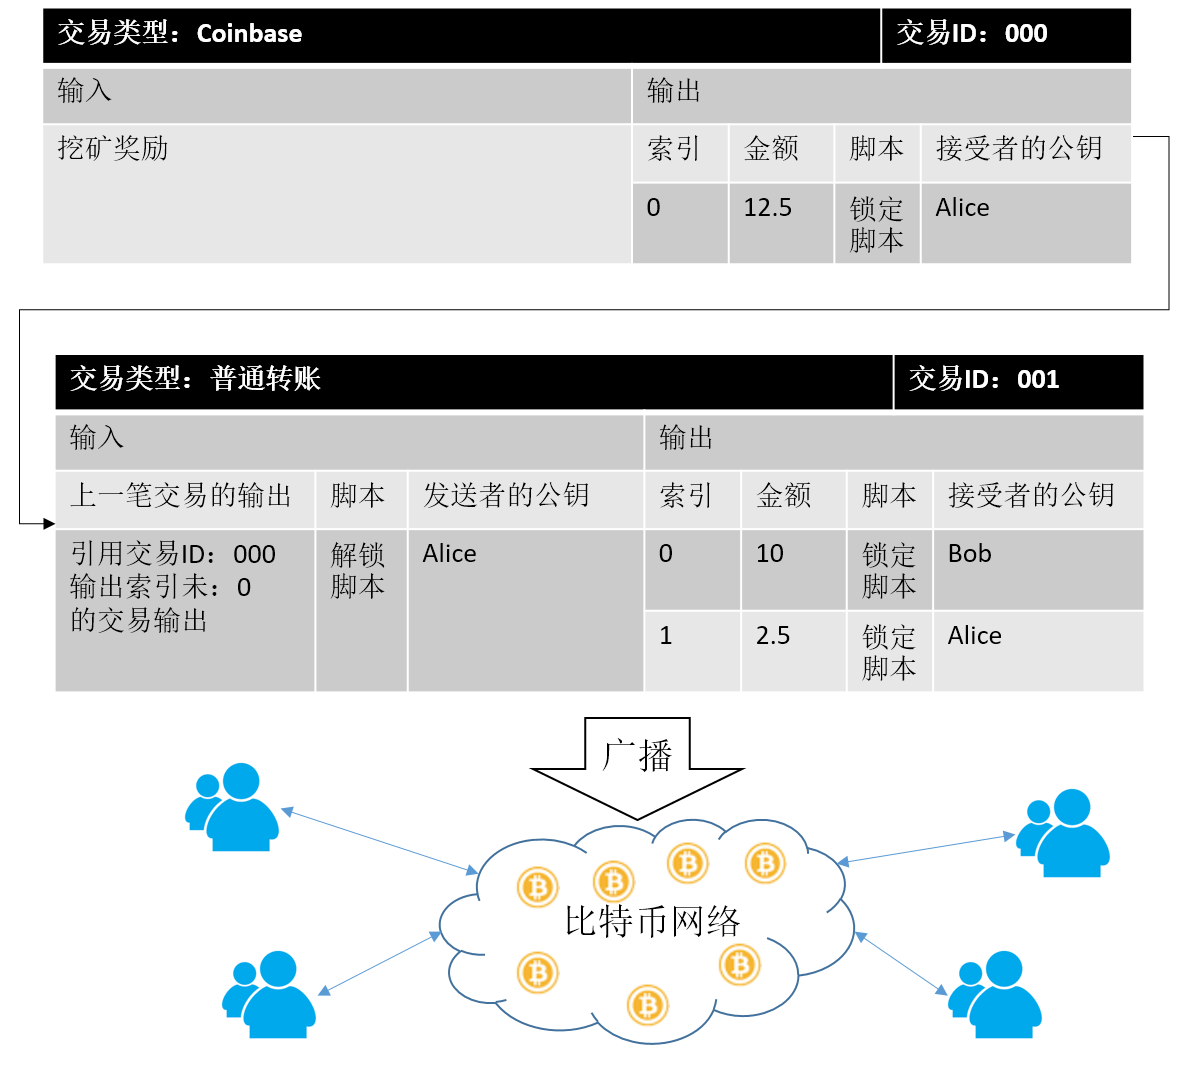 交易类型：Coinbase 交易ID：000
输入 输出
挖矿奖励 索引 金额 脚本 接受者的公钥
0 12.5 锁定 Alice
脚本
交易类型：普通转账 交易ID：001
输入 输出
上一笔交易的输出 脚本 发送者的公钥 索引 金额 脚本 接受者的公钥
引用交易ID：000 解锁 Alice 0 10 锁定 Bob
输出索引未：0 脚本 脚本
的交易输出
1 2.5 锁定 Alice
脚本
广播
比特币网络